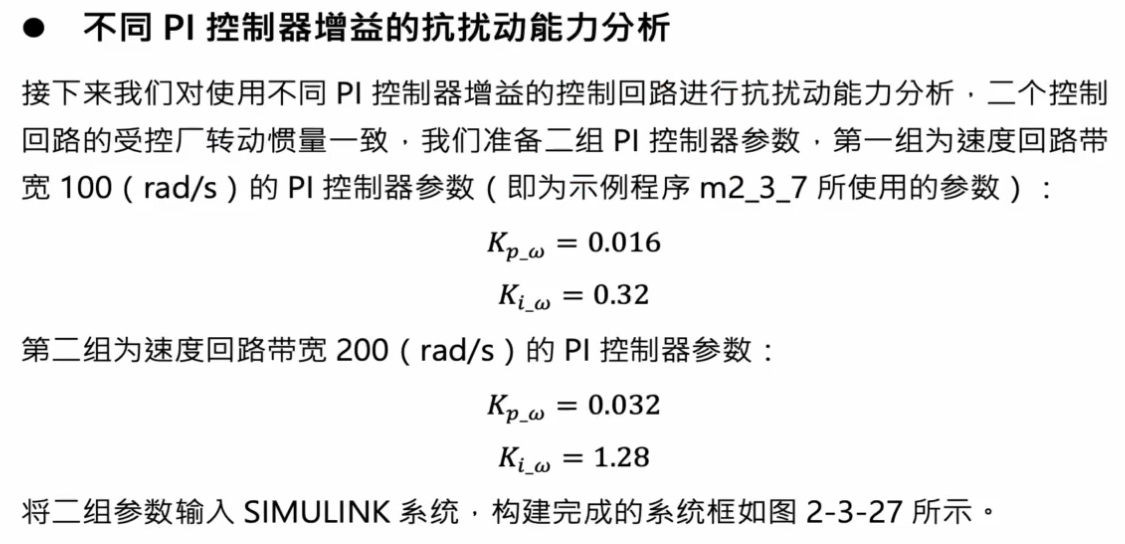 ● 不同 PI 控制器增益的抗扰动能力分析
接下来我们对使用不同 PI 控制器增益的控制回路进行抗扰动能力分析，二个控制
回路的受控厂转动惯量一致，我们准备二组 PI 控制器参数，第一组为速度回路带
宽 100（rad/s）的 PI 控制器参数（即为示例程序 m2_3_7 所使用的参数）：
K_{p_ω} = 0.016
K_{i_ω} = 0.32
第二组为速度回路带宽 200（rad/s）的 PI 控制器参数：
K_{p_ω} = 0.032
K_{i_ω} = 1.28
将二组参数输入 SIMULINK 系统，构建完成的系统框如图 2-3-27 所示。